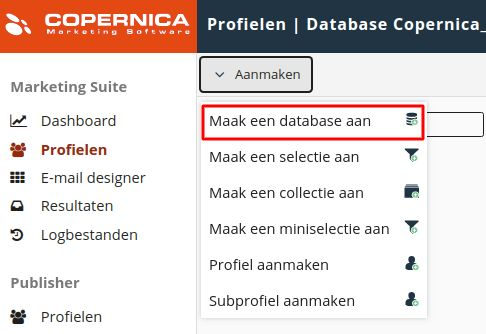 COPERNICA
Marketing Software
Profielen | Database Copernica_
Marketing Suite
Dashboard
Profielen
E-mail designer
Resultaten
Logbestanden
Publisher
Profielen
Aanmaken
Maak een database aan
Maak een selectie aan
Maak een collectie aan
Maak een miniselectie aan
Profiel aanmaken
Subprofiel aanmaken